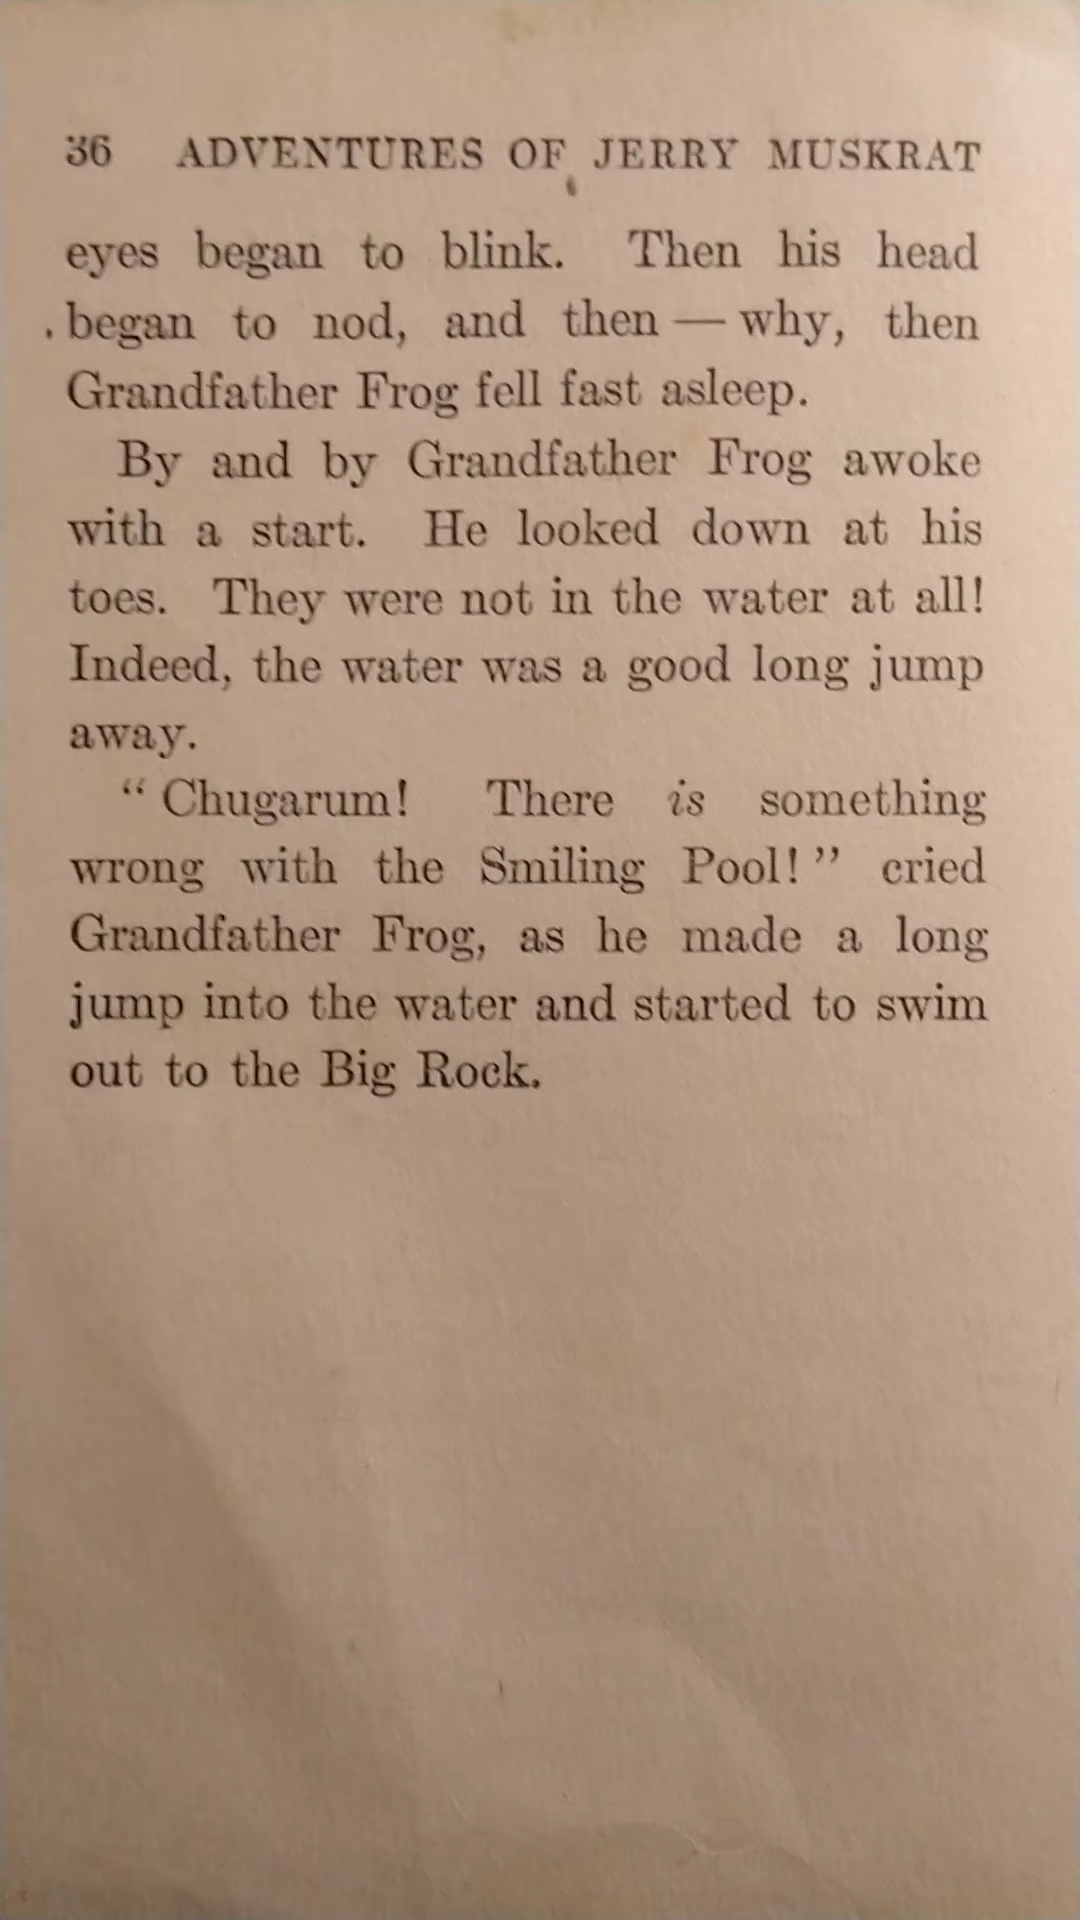 36 ADVENTURES OF JERRY MUSKRAT
eyes began to blink. Then his head
began to nod, and then — why, then
Grandfather Frog fell fast asleep.
By and by Grandfather Frog awoke
with a start. He looked down at his
toes. They were not in the water at all!
Indeed, the water was a good long jump
away.
“ Chugarum! There is something
wrong with the Smiling Pool! ” cried
Grandfather Frog, as he made a long
jump into the water and started to swim
out to the Big Rock.